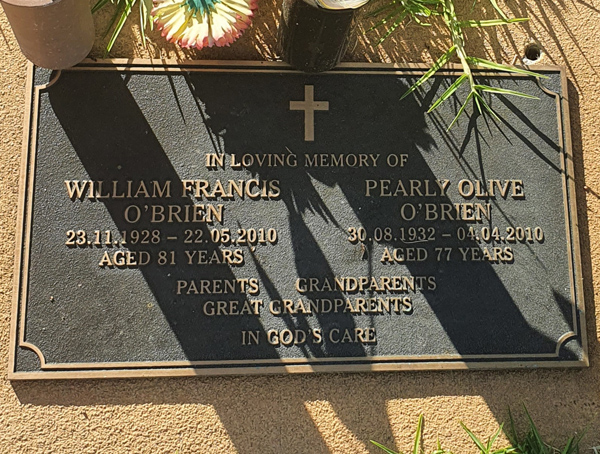 IN LOVING MEMORY OF
WILLIAM FRANCIS O'BRIEN
23.11.1928 – 22.05.2010
AGED 81 YEARS
PEARLY OLIVE O'BRIEN
30.08.1932 – 04.04.2010
AGED 77 YEARS
PARENTS GRANDPARENTS
GREAT GRANDPARENTS
IN GOD'S CARE